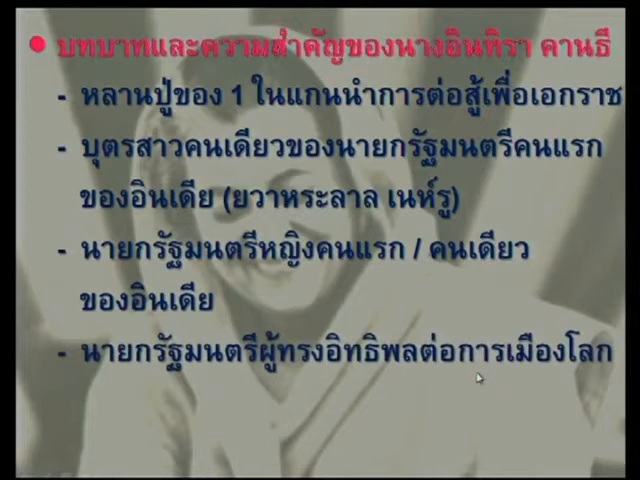 • บทบาทและความสำคัญของนางอินทิรา คานธี
- หลานปู่ของ 1 ในแกนนำการต่อสู้เพื่อเอกราช
- บุตรสาวคนเดียวของนายกรัฐมนตรีคนแรก
ของอินเดีย (ยวาหระลาล เนห์รู)
- นายกรัฐมนตรีหญิงคนแรก / คนเดียว
ของอินเดีย
- นายกรัฐมนตรีผู้ทรงอิทธิพลต่อการเมืองโลก